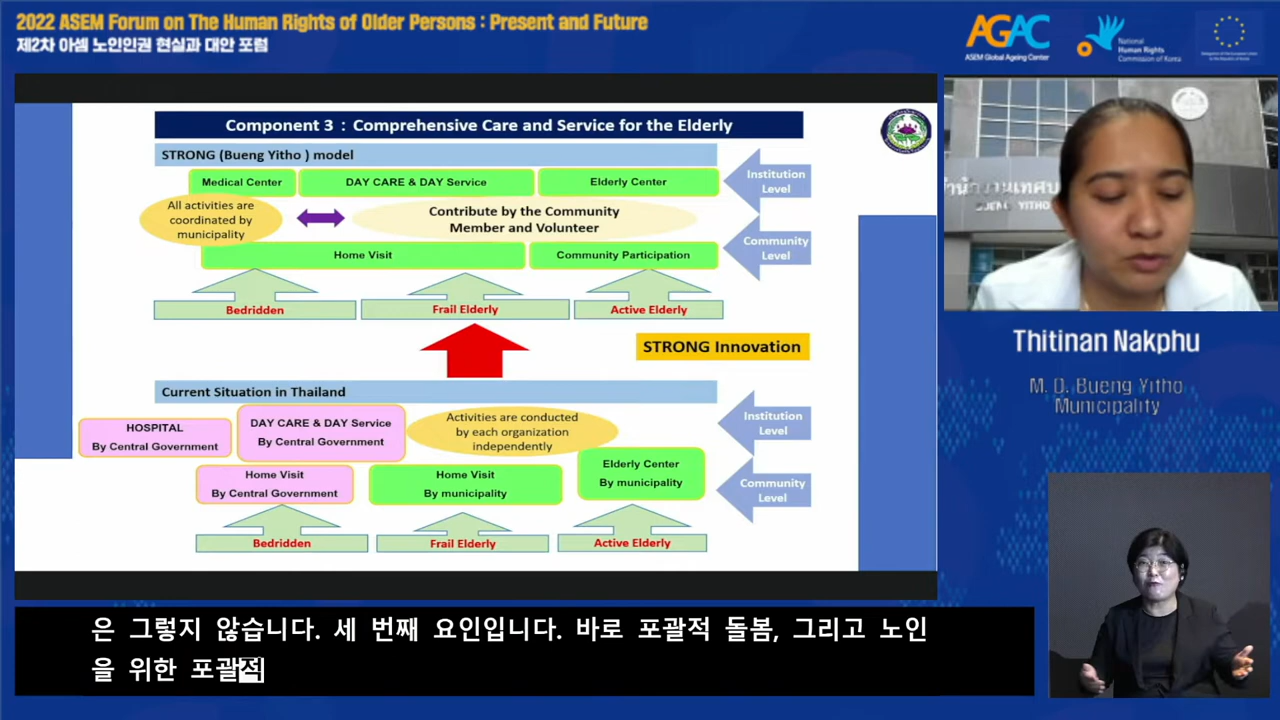 2022 ASEM Forum on The Human Rights of Older Persons : Present and Future
제2차 아셈 노인인권 현실과 대안 포럼
AGAC
ASEM Global Ageing Center
National
Human Rights
Commission of Korea
Component 3 : Comprehensive Care and Service for the Elderly
STRONG (Bueng Yitho ) model
Medical Center
DAY CARE & DAY Service
Elderly Center
Institution
Level
All activities are
coordinated by
municipality
Contribute by the Community
Member and Volunteer
Home Visit
Community Participation
Community
Level
Bedridden
Frail Elderly
Active Elderly
STRONG Innovation
Current Situation in Thailand
HOSPITAL
By Central Government
DAY CARE & DAY Service
By Central Government
Activities are conducted
by each organization
independently
Institution
Level
Home Visit
By Central Government
Home Visit
By municipality
Elderly Center
By municipality
Community
Level
Bedridden
Frail Elderly
Active Elderly
BUENG YITHO
Thitinan Nakphu
M. D. Bueng Yitho
Municipality
은 그렇지 않습니다. 세 번째 요인입니다. 바로 포괄적 돌봄, 그리고 노인
을 위한 포괄적